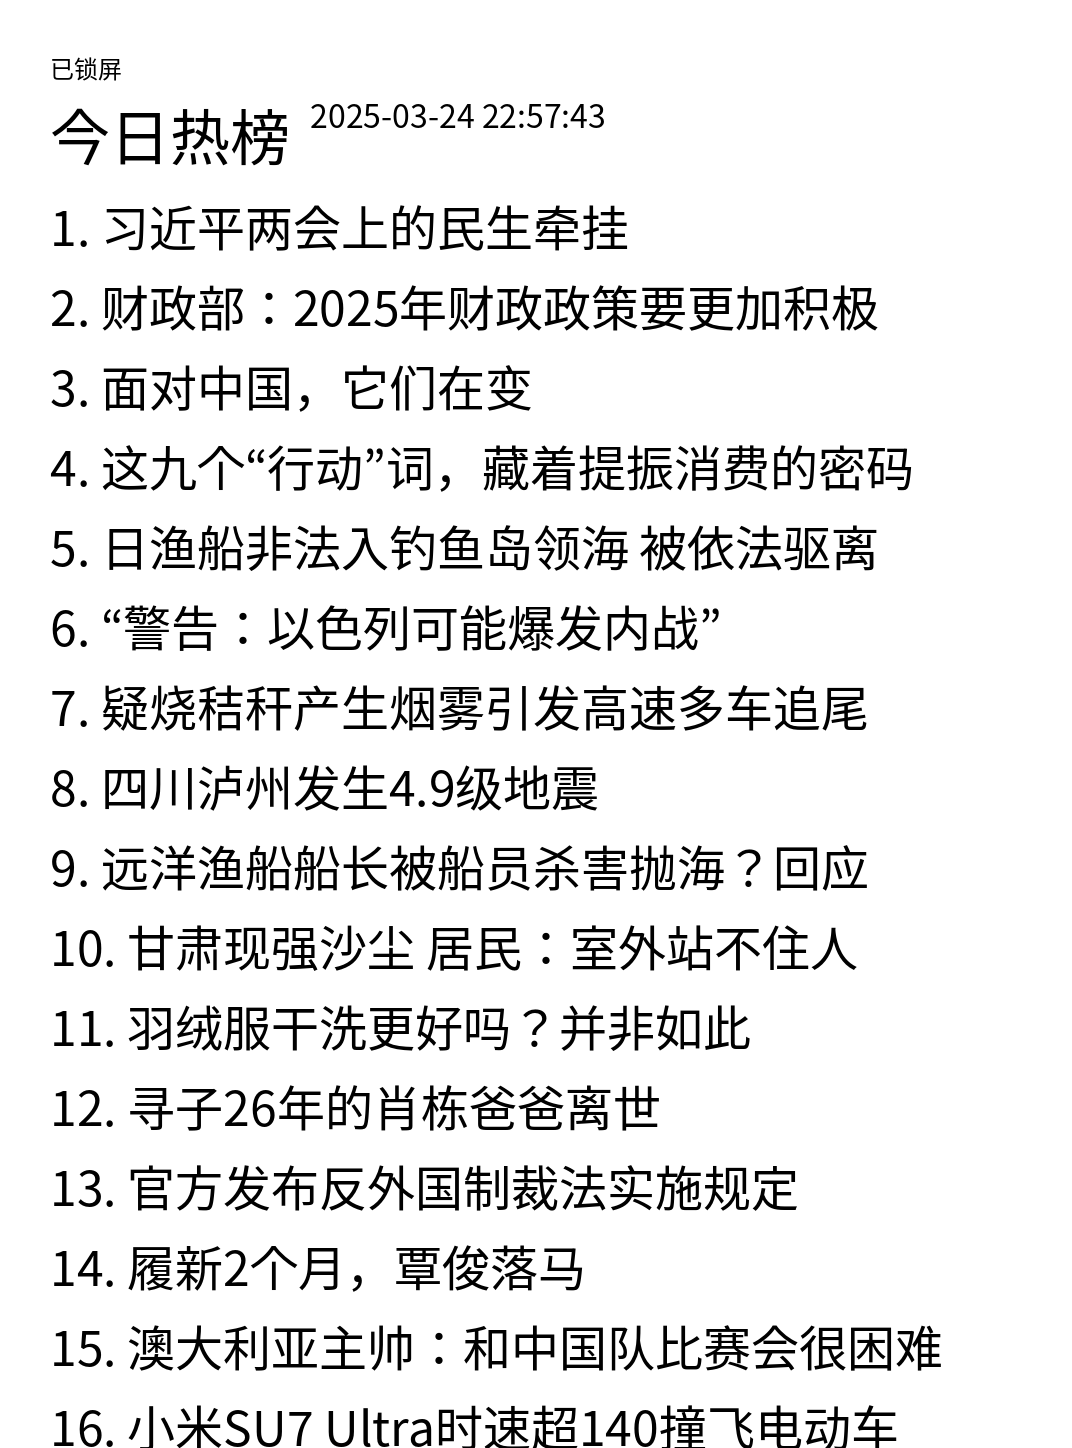 已锁屏
今日热榜 2025-03-24 22:57:43
1. 习近平两会上的民生牵挂
2. 财政部：2025年财政政策要更加积极
3. 面对中国，它们在变
4. 这九个“行动”词，藏着提振消费的密码
5. 日渔船非法入钓鱼岛领海 被依法驱离
6. “警告：以色列可能爆发内战”
7. 疑烧秸秆产生烟雾引发高速多车追尾
8. 四川泸州发生4.9级地震
9. 远洋渔船船长被船员杀害抛海？回应
10. 甘肃现强沙尘 居民：室外站不住人
11. 羽绒服干洗更好吗？并非如此
12. 寻子26年的肖栋爸爸离世
13. 官方发布反外国制裁法实施规定
14. 履新2个月，覃俊落马
15. 澳大利亚主帅：和中国队比赛会很困难
16. 小米SU7 Ultra时速超140撞飞电动车